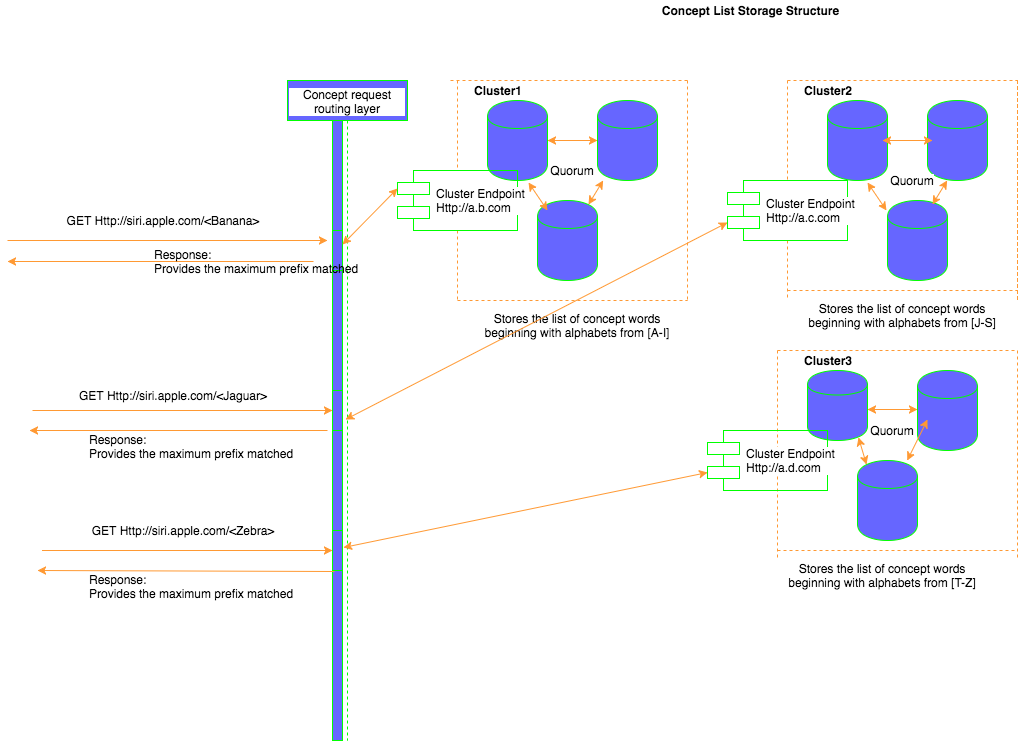 Concept List Storage Structure
Concept request
routing layer
Cluster1
Quorum
Cluster Endpoint
Http://a.b.com
Stores the list of concept words
beginning with alphabets from [A-I]
Cluster2
Quorum
Cluster Endpoint
Http://a.c.com
Stores the list of concept words
beginning with alphabets from [J-S]
Cluster3
Quorum
Cluster Endpoint
Http://a.d.com
Stores the list of concept words
beginning with alphabets from [T-Z]
GET Http://siri.apple.com/<Banana>
Response:
Provides the maximum prefix matched
GET Http://siri.apple.com/<Jaguar>
Response:
Provides the maximum prefix matched
GET Http://siri.apple.com/<Zebra>
Response:
Provides the maximum prefix matched